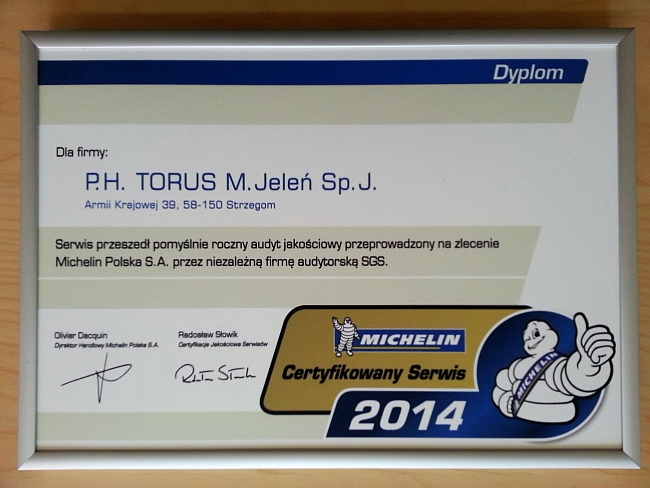 Dyplom
Dla firmy:
P.H. TORUS M.Jeleń Sp.J.
Armii Krajowej 39, 58-150 Strzegom
Serwis przeszedł pomyślnie roczny audyt jakościowy przeprowadzony na zlecenie
Michelin Polska S.A. przez niezależną firmę audytorską SGS.
Olivier Dacquin
Dyrektor Handlowy Michelin Polska S.A.
Radosław Słowik
Certyfikacja Jakościowa Serwisów
MICHELIN
Certyfikowany Serwis
2014
MICHELIN